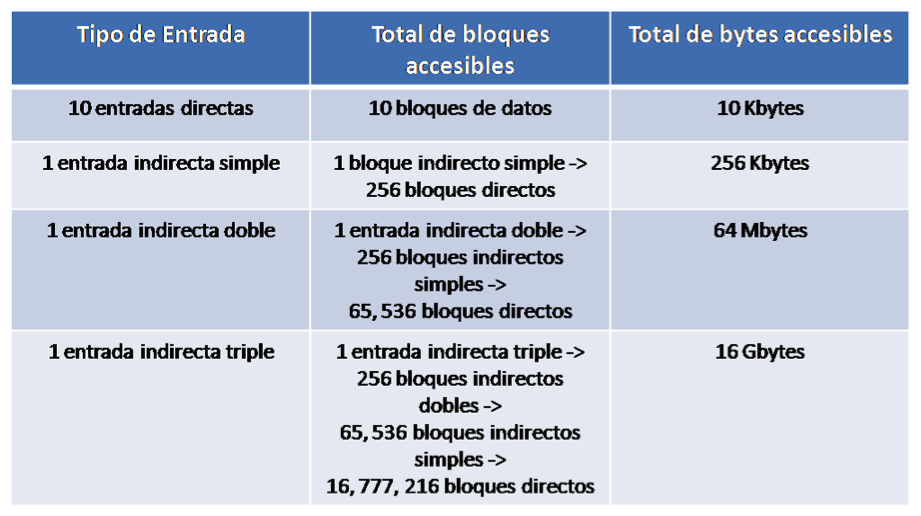 Tipo de Entrada
Total de bloques
accesibles
Total de bytes accesibles
10 entradas directas
10 bloques de datos
10 Kbytes
1 entrada indirecta simple
1 bloque indirecto simple ->
256 bloques directos
256 Kbytes
1 entrada indirecta doble
1 entrada indirecta doble ->
256 bloques indirectos
simples ->
65, 536 bloques directos
64 Mbytes
1 entrada indirecta triple
1 entrada indirecta triple ->
256 bloques indirectos
dobles ->
65, 536 bloques indirectos
simples ->
16, 777, 216 bloques directos
16 Gbytes